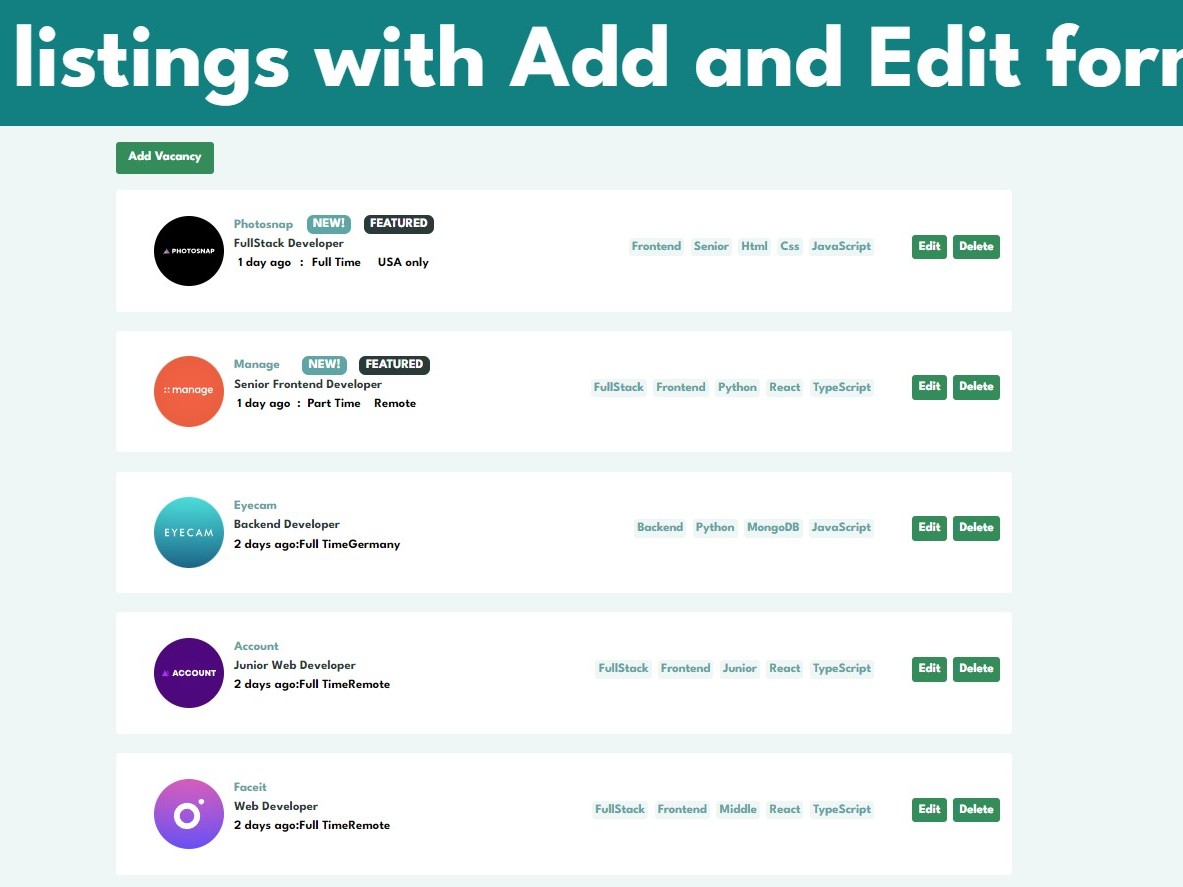 listings with Add and Edit for
Add Vacancy
PHOTOSNAP
Photosnap NEW! FEATURED
FullStack Developer
1 day ago : Full Time USA only
Frontend Senior Html Css JavaScript
Edit Delete
manage
Manage NEW! FEATURED
Senior Frontend Developer
1 day ago : Part Time Remote
FullStack Frontend Python React TypeScript
Edit Delete
EYECAM
Eyecam
Backend Developer
2 days ago:Full TimeGermany
Backend Python MongoDB JavaScript
Edit Delete
ACCOUNT
Account
Junior Web Developer
2 days ago:Full TimeRemote
FullStack Frontend Junior React TypeScript
Edit Delete
Faceit
Web Developer
2 days ago:Full TimeRemote
FullStack Frontend Middle React TypeScript
Edit Delete